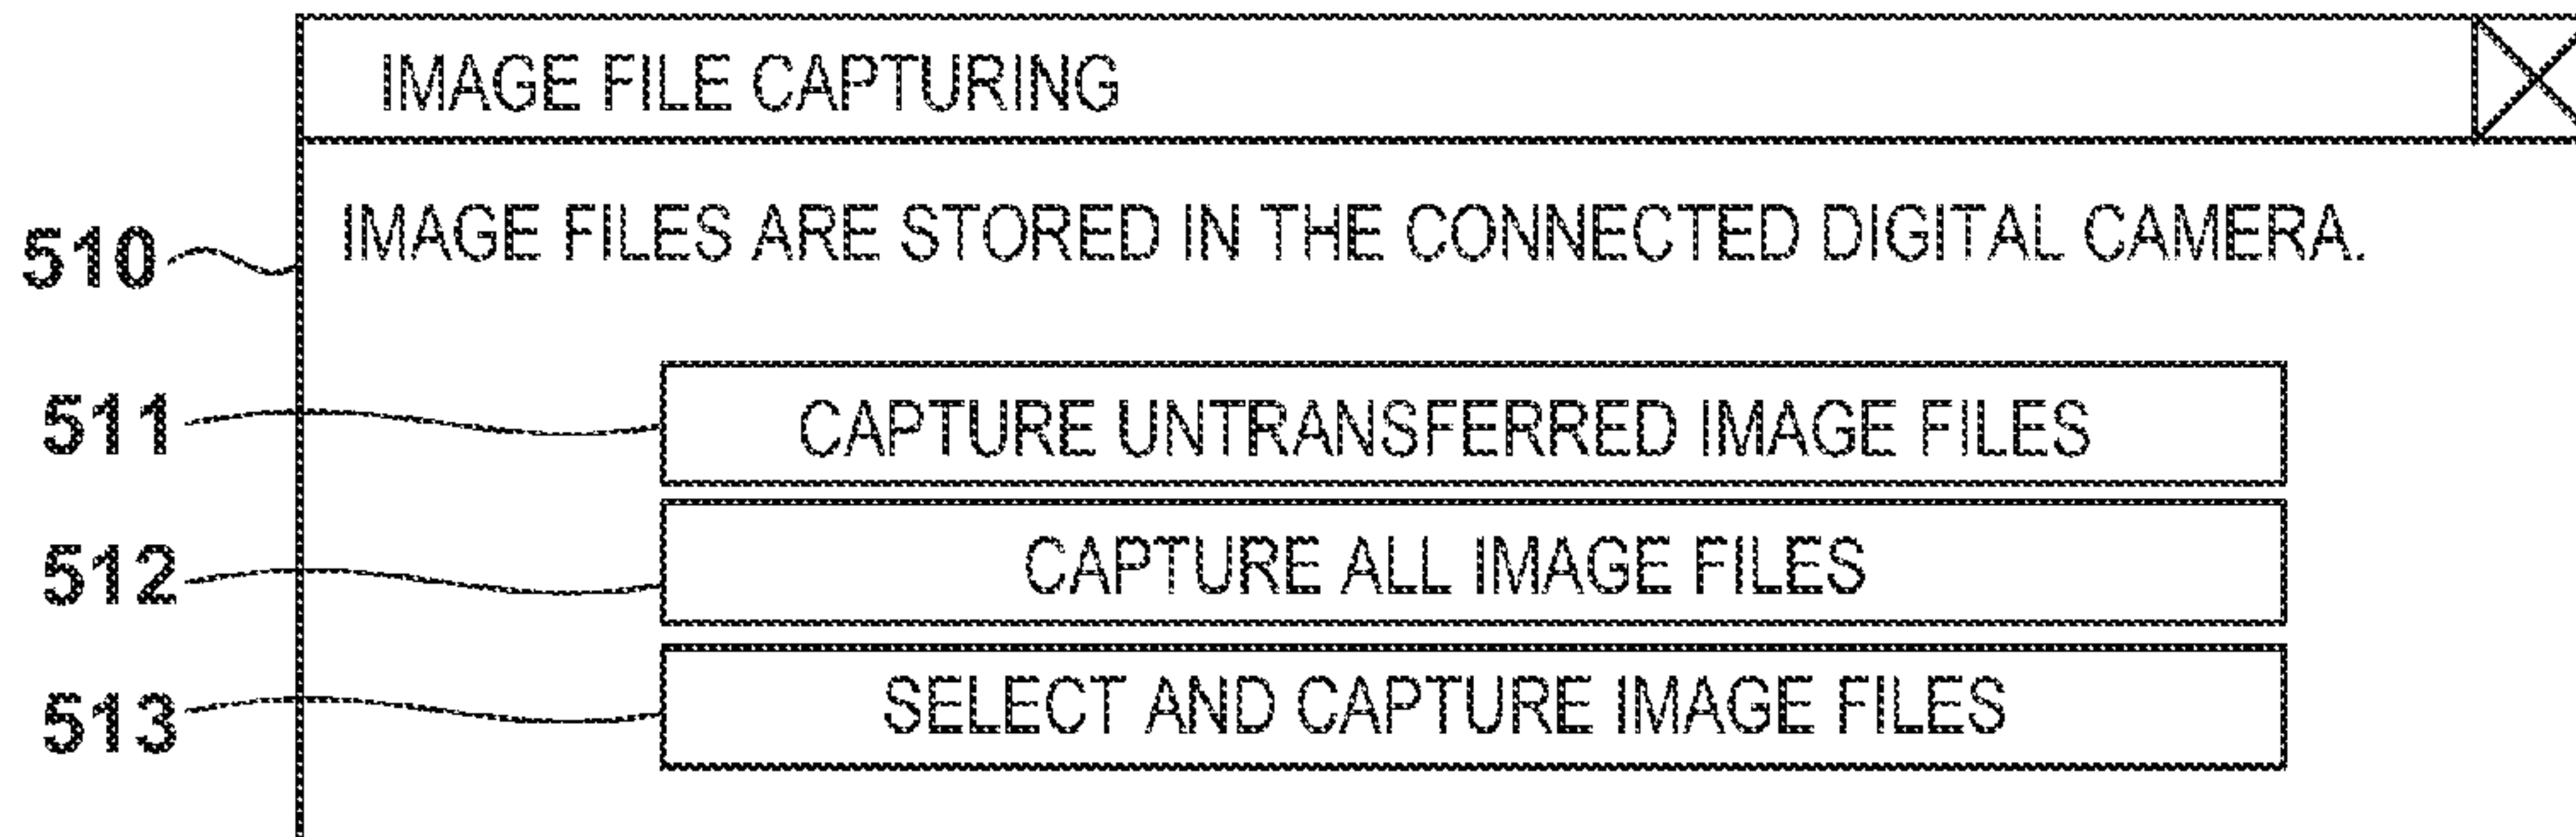 IMAGE FILE CAPTURING
510 IMAGE FILES ARE STORED IN THE CONNECTED DIGITAL CAMERA.
511 CAPTURE UNTRANSFERRED IMAGE FILES
512 CAPTURE ALL IMAGE FILES
513 SELECT AND CAPTURE IMAGE FILES